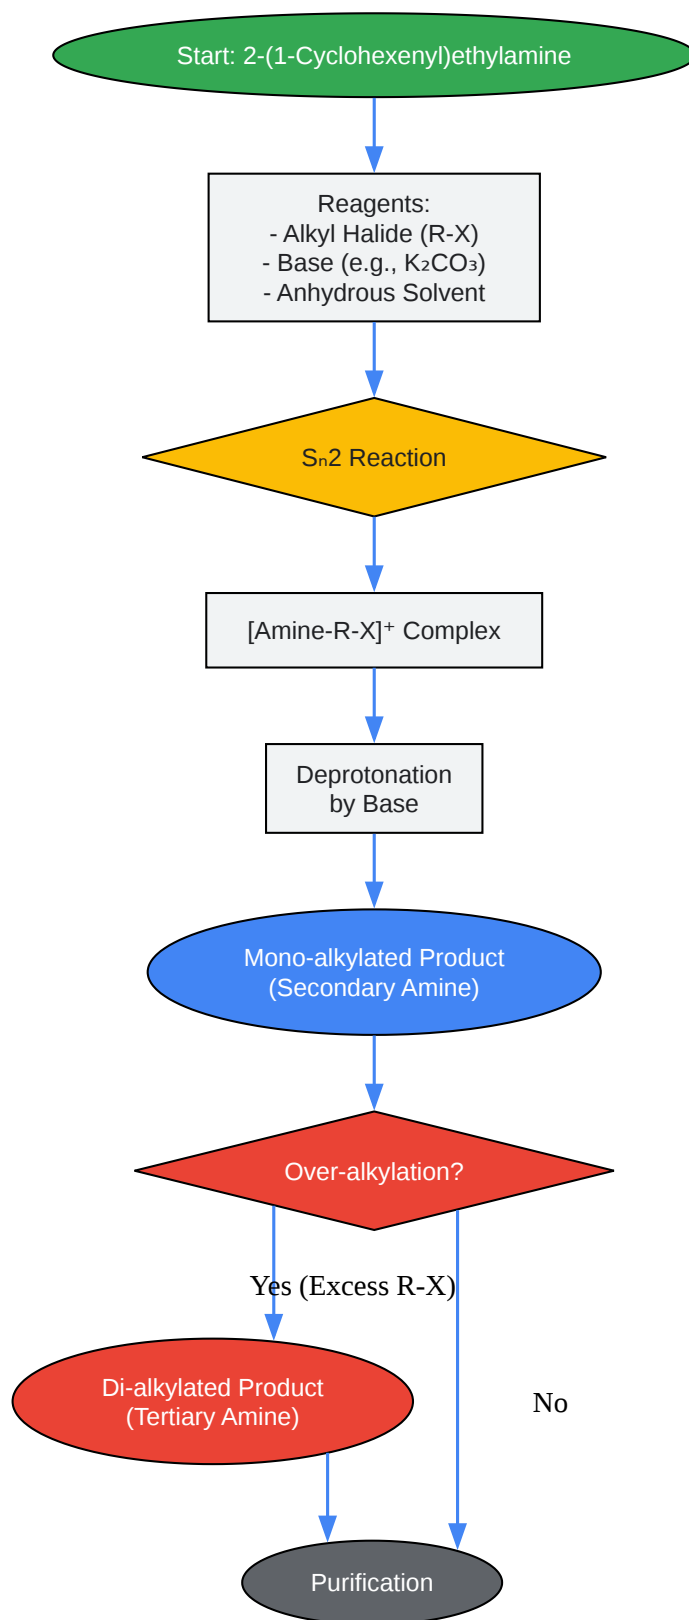 Start: 2-(1-Cyclohexenyl)ethylamine
Reagents:
- Alkyl Halide (R-X)
- Base (e.g., K₂CO₃)
- Anhydrous Solvent
Sₙ2 Reaction
[Amine-R-X]⁺ Complex
Deprotonation
by Base
Mono-alkylated Product
(Secondary Amine)
Over-alkylation?
Yes (Excess R-X)
Di-alkylated Product
(Tertiary Amine)
No
Purification